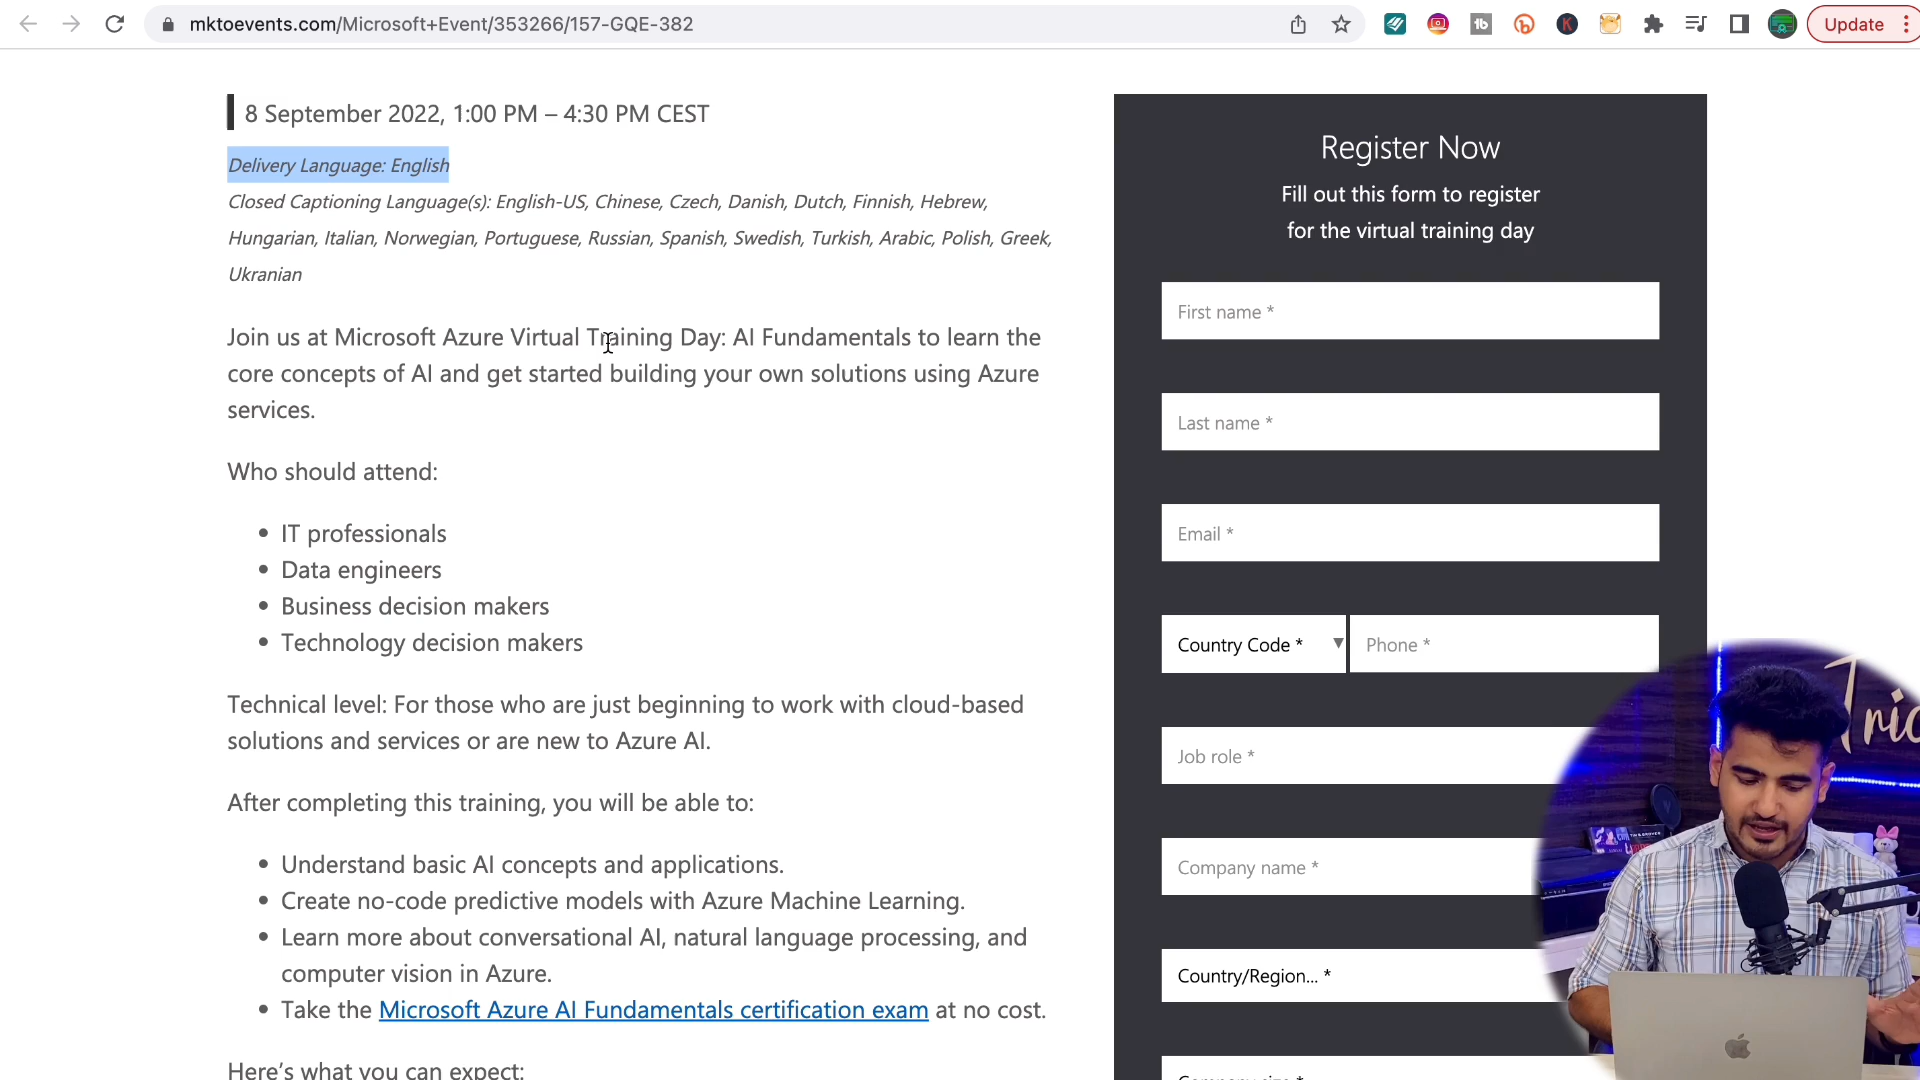 mktoevents.com/Microsoft+Event/353266/157-GQE-382
Update
8 September 2022, 1:00 PM – 4:30 PM CEST
Delivery Language: English
Closed Captioning Language(s): English-US, Chinese, Czech, Danish, Dutch, Finnish, Hebrew,
Hungarian, Italian, Norwegian, Portuguese, Russian, Spanish, Swedish, Turkish, Arabic, Polish, Greek,
Ukranian
Join us at Microsoft Azure Virtual Training Day: AI Fundamentals to learn the
core concepts of AI and get started building your own solutions using Azure
services.
Who should attend:
• IT professionals
• Data engineers
• Business decision makers
• Technology decision makers
Technical level: For those who are just beginning to work with cloud-based
solutions and services or are new to Azure AI.
After completing this training, you will be able to:
• Understand basic AI concepts and applications.
• Create no-code predictive models with Azure Machine Learning.
• Learn more about conversational AI, natural language processing, and
computer vision in Azure.
• Take the Microsoft Azure AI Fundamentals certification exam at no cost.
Here’s what you can expect:
Register Now
Fill out this form to register
for the virtual training day
First name *
Last name *
Email *
Country Code *
Phone *
Job role *
Company name *
Country/Region... *